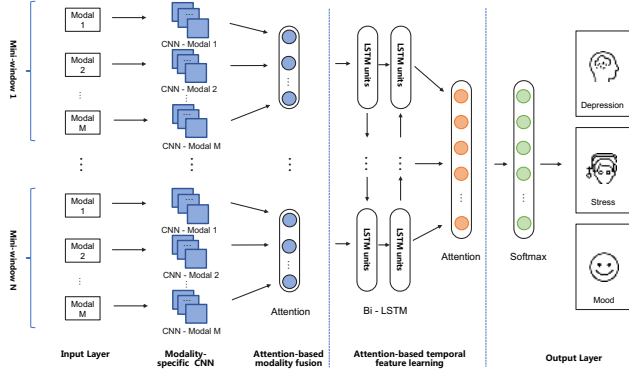 Mini-window 1
Modal
1
Modal
2
...
Modal
M
CNN - Modal 1
CNN - Modal 2
...
CNN - Modal M
LSTM units
LSTM units
Mini-window N
Modal
1
Modal
2
...
Modal
M
CNN - Modal 1
CNN - Modal 2
...
CNN - Modal M
Attention
LSTM units
LSTM units
Bi - LSTM
Attention
Softmax
Depression
Stress
Mood
Input Layer
Modality-
specific CNN
Attention-based
modality fusion
Attention-based temporal
feature learning
Output Layer